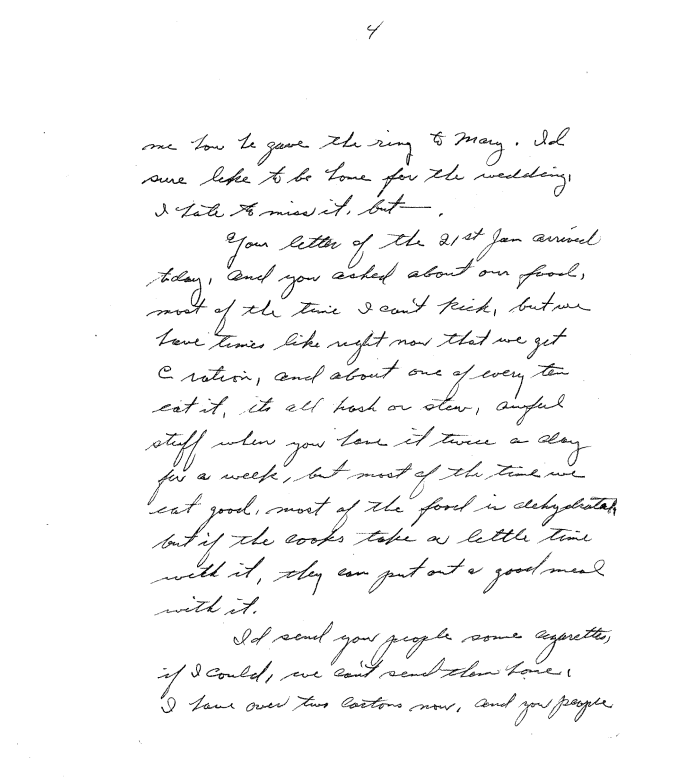 4
me how he gave the ring to Mary. I'd
sure like to be home for the wedding,
I hate to miss it, but—.
Your letter of the 21st Jan arrived
today, and you asked about our food,
most of the time I can't kick, but we
have times like right now that we get
C ration, and about one of every ten
eat it, its all hash or stew, awful
stuff when you have it twice a day
for a week, but most of the time we
eat good, most of the food is dehydrated,
but if the cooks take a little time
with it, they can put out a good meal
with it.
I'd send you people some cigarettes,
if I could, we can't send them home,
I have over two cartons now, and you people